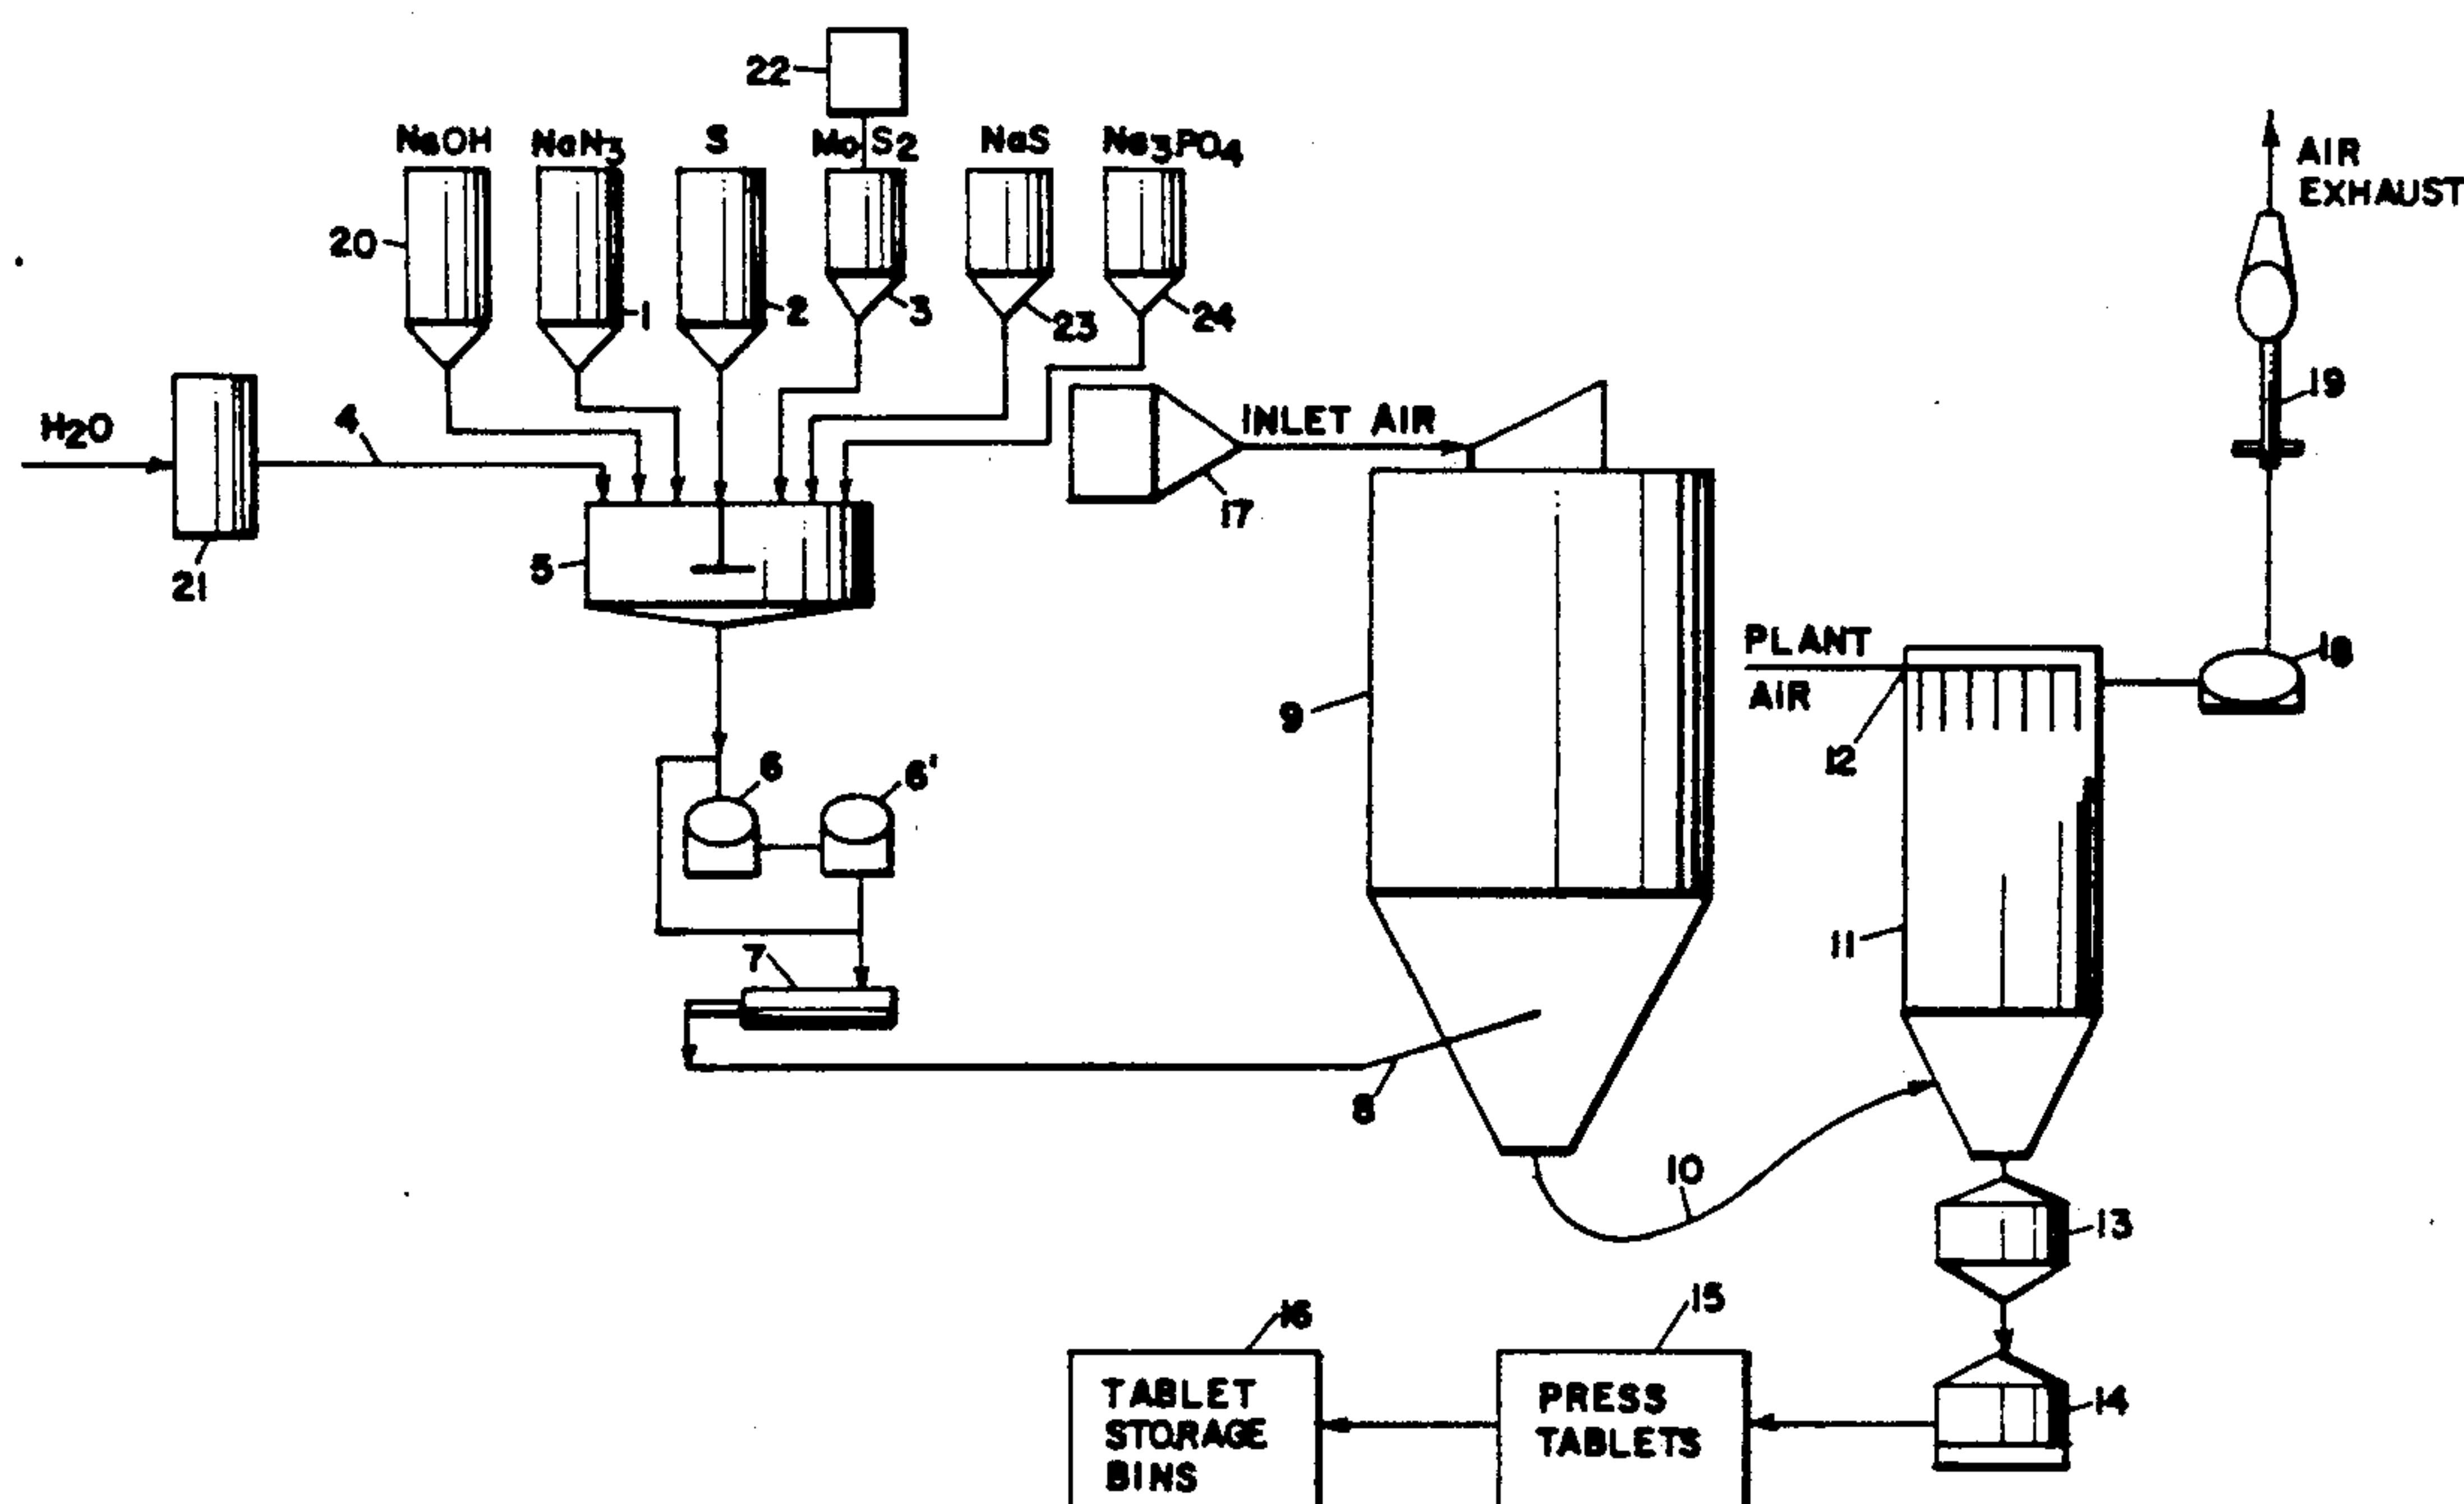 22
NaOH NaN3 S MoS2 NaS Na3PO4
AIR
EXHAUST
20
1
2
3
23
24
19
H2O
4
INLET AIR
17
21
5
PLANT
AIR
18
12
9
6
6'
11
7
8
10
13
16
15
14
TABLET
STORAGE
BINS
PRESS
TABLETS